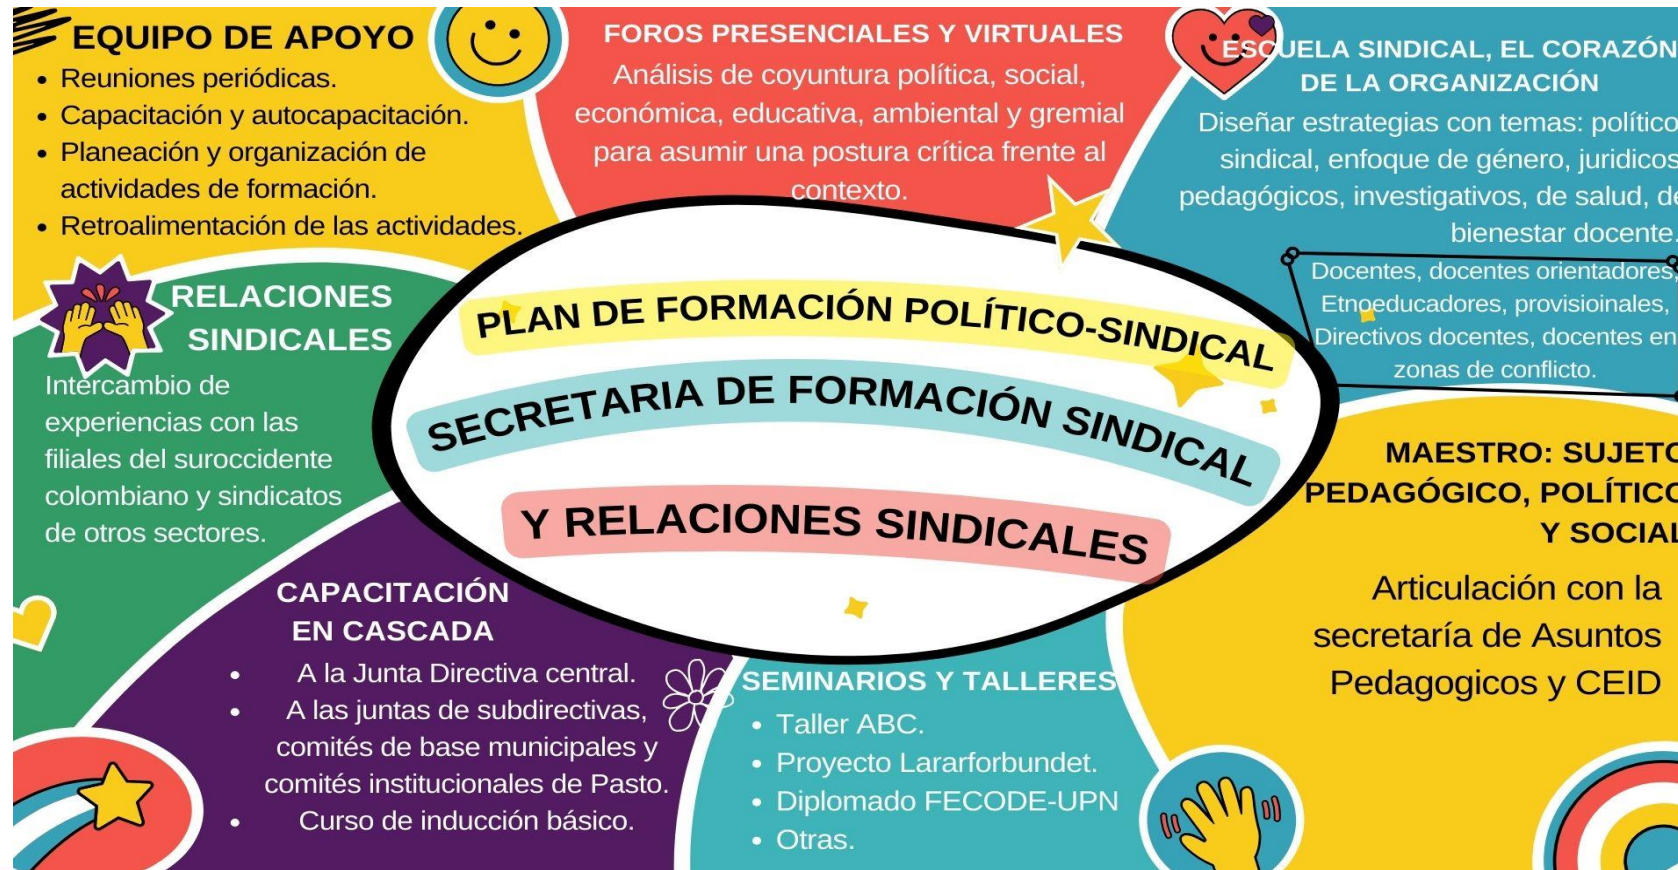 EQUIPO DE APOYO
• Reuniones periódicas.
• Capacitación y autocapacitación.
• Planeación y organización de
actividades de formación.
• Retroalimentación de las actividades.
FOROS PRESENCIALES Y VIRTUALES
Análisis de coyuntura política, social,
económica, educativa, ambiental y gremial
para asumir una postura crítica frente al
contexto.
ESCUELA SINDICAL, EL CORAZÓN
DE LA ORGANIZACIÓN
Diseñar estrategias con temas: político
sindical, enfoque de género, juridicos
pedagógicos, investigativos, de salud, de
bienestar docente.
Docentes, docentes orientadores,
Etnoeducadores, provisioinales,
Directivos docentes, docentes en
zonas de conflicto.
RELACIONES
SINDICALES
Intercambio de
experiencias con las
filiales del suroccidente
colombiano y sindicatos
de otros sectores.
PLAN DE FORMACIÓN POLÍTICO-SINDICAL
SECRETARIA DE FORMACIÓN SINDICAL
Y RELACIONES SINDICALES
MAESTRO: SUJETO
PEDAGÓGICO, POLÍTICO
Y SOCIAL
Articulación con la
secretaría de Asuntos
Pedagogicos y CEID
CAPACITACIÓN
EN CASCADA
• A la Junta Directiva central.
• A las juntas de subdirectivas,
comités de base municipales y
comités institucionales de Pasto.
• Curso de inducción básico.
SEMINARIOS Y TALLERES
• Taller ABC.
• Proyecto Lararforbundet.
• Diplomado FECODE-UPN
• Otras.